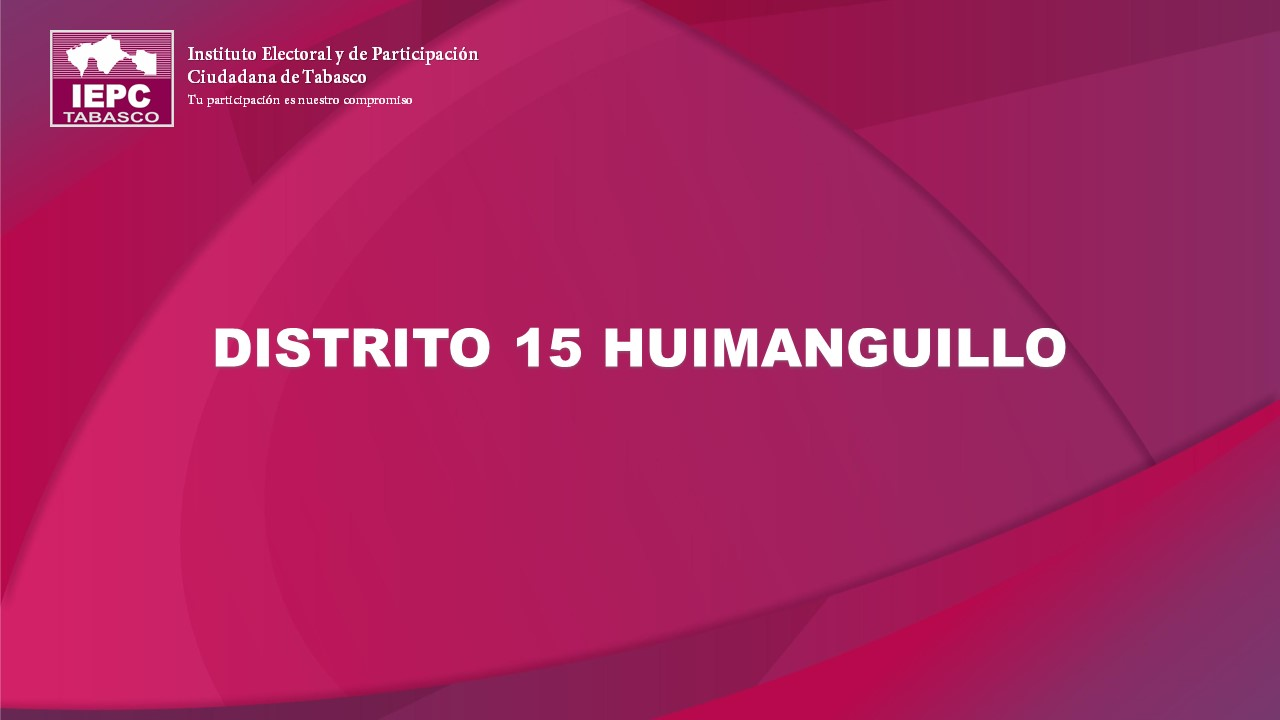 IEPC
TABASCO
Instituto Electoral y de Participación
Ciudadana de Tabasco
Tu participación es nuestro compromiso
DISTRITO 15 HUIMANGUILLO